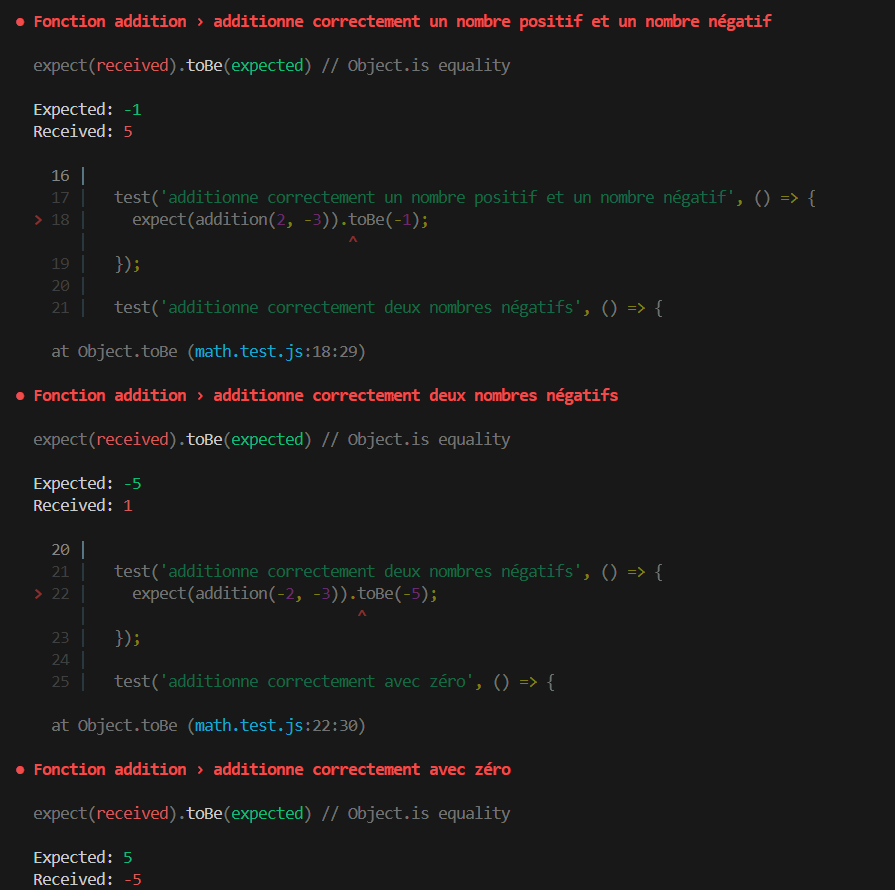 ● Fonction addition › additionne correctement un nombre positif et un nombre négatif
expect(received).toBe(expected) // Object.is equality
Expected: -1
Received: 5
16 |
17 |   test('additionne correctement un nombre positif et un nombre négatif', () => {
> 18 |     expect(addition(2, -3)).toBe(-1);
|                             ^
19 |   });
20 |
21 |   test('additionne correctement deux nombres négatifs', () => {
at Object.toBe (math.test.js:18:29)
● Fonction addition › additionne correctement deux nombres négatifs
expect(received).toBe(expected) // Object.is equality
Expected: -5
Received: 1
20 |
21 |   test('additionne correctement deux nombres négatifs', () => {
> 22 |     expect(addition(-2, -3)).toBe(-5);
|                              ^
23 |   });
24 |
25 |   test('additionne correctement avec zéro', () => {
at Object.toBe (math.test.js:22:30)
● Fonction addition › additionne correctement avec zéro
expect(received).toBe(expected) // Object.is equality
Expected: 5
Received: -5